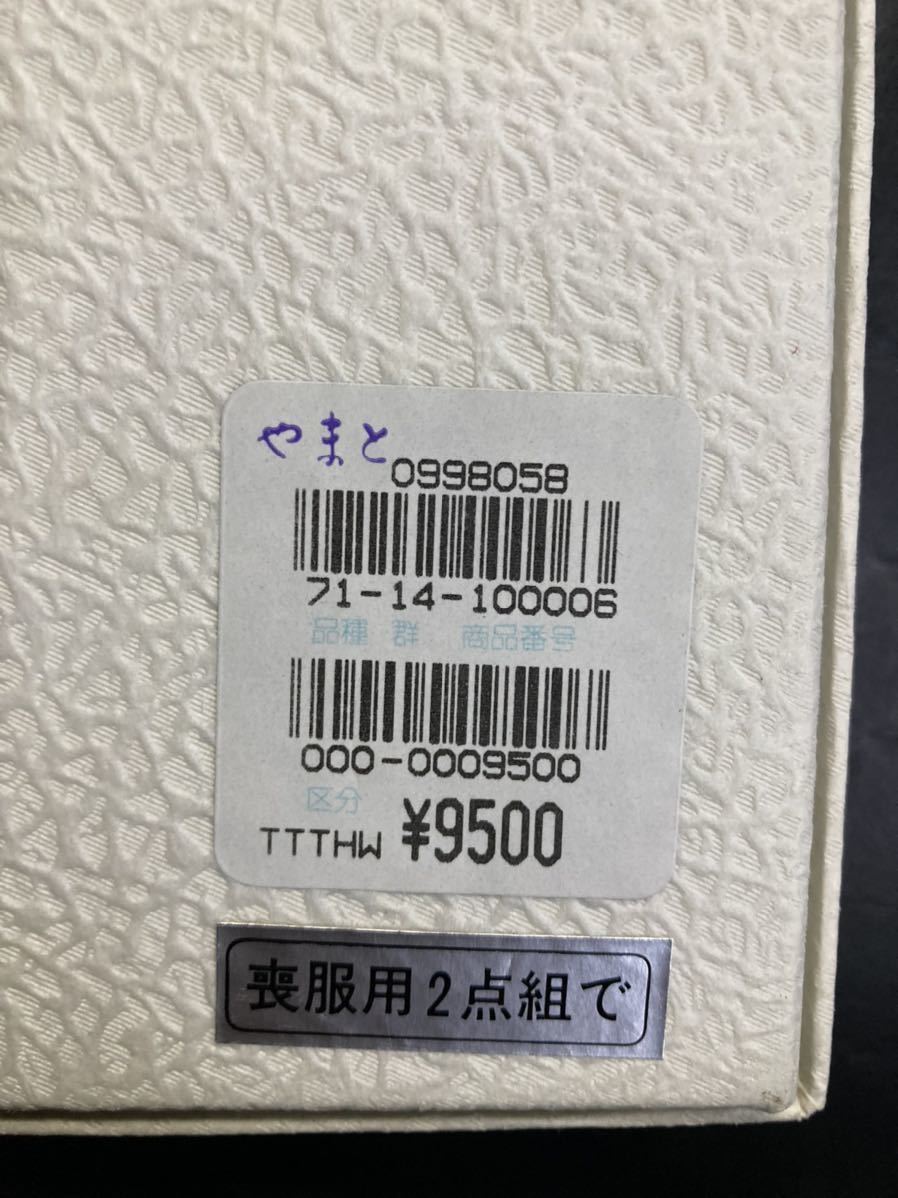 やまと
0998058
71-14-100006
品種 群 商品番号
000-0009500
区分
TTTHW ¥9500
喪服用2点組で